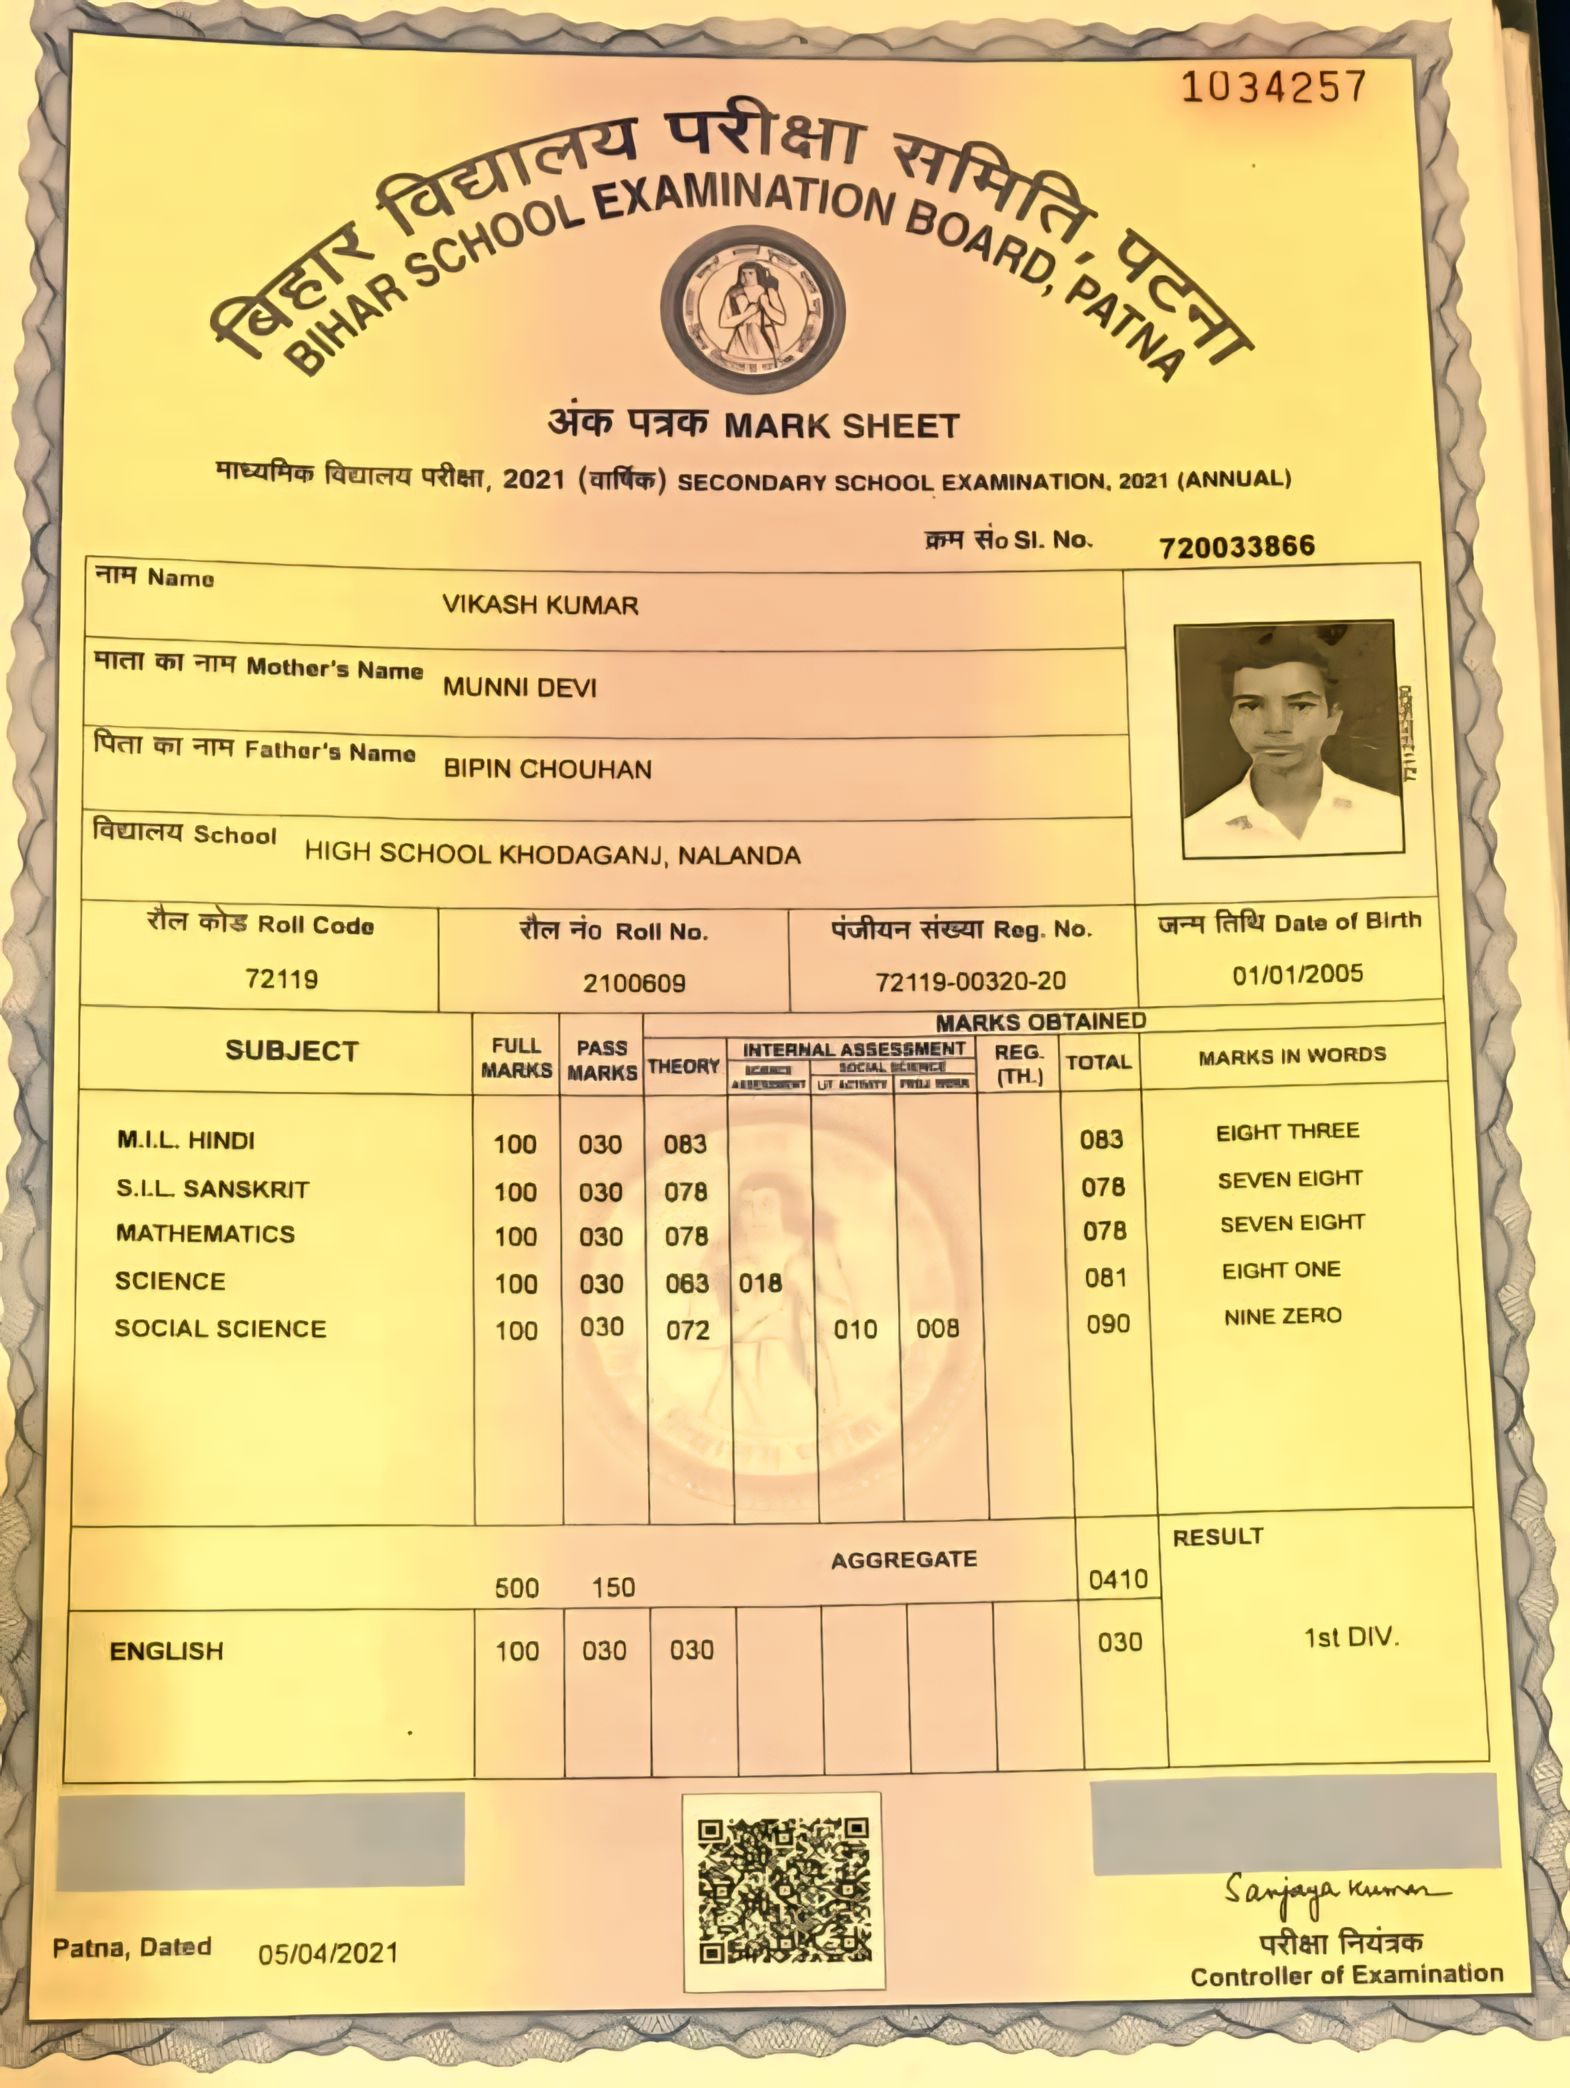 1034257
बिहार विद्यालय परीक्षा समिति, पटना
BIHAR SCHOOL EXAMINATION BOARD, PATNA
अंक पत्रक MARK SHEET
माध्यमिक विद्यालय परीक्षा, 2021 (वार्षिक) SECONDARY SCHOOL EXAMINATION, 2021 (ANNUAL)
क्रम सं० Sl. No. 720033866
नाम Name VIKASH KUMAR
माता का नाम Mother's Name MUNNI DEVI
पिता का नाम Father's Name BIPIN CHOUHAN
विद्यालय School HIGH SCHOOL KHODAGANJ, NALANDA
रौल कोड Roll Code रौल नं० Roll No. पंजीयन संख्या Reg. No. जन्म तिथि Date of Birth
72119 2100609 72119-00320-20 01/01/2005
MARKS OBTAINED
SUBJECT FULL MARKS PASS MARKS THEORY INTERNAL ASSESSMENT REG. (TH.) TOTAL MARKS IN WORDS
SOCIAL SCIENCE
M.I.L. HINDI 100 030 083 083 EIGHT THREE
S.I.L. SANSKRIT 100 030 078 078 SEVEN EIGHT
MATHEMATICS 100 030 078 078 SEVEN EIGHT
SCIENCE 100 030 063 018 081 EIGHT ONE
SOCIAL SCIENCE 100 030 072 010 008 090 NINE ZERO
500 150 AGGREGATE 0410 RESULT
ENGLISH 100 030 030 030 1st DIV.
Sanjaya Kumar
Patna, Dated 05/04/2021
परीक्षा नियंत्रक
Controller of Examination